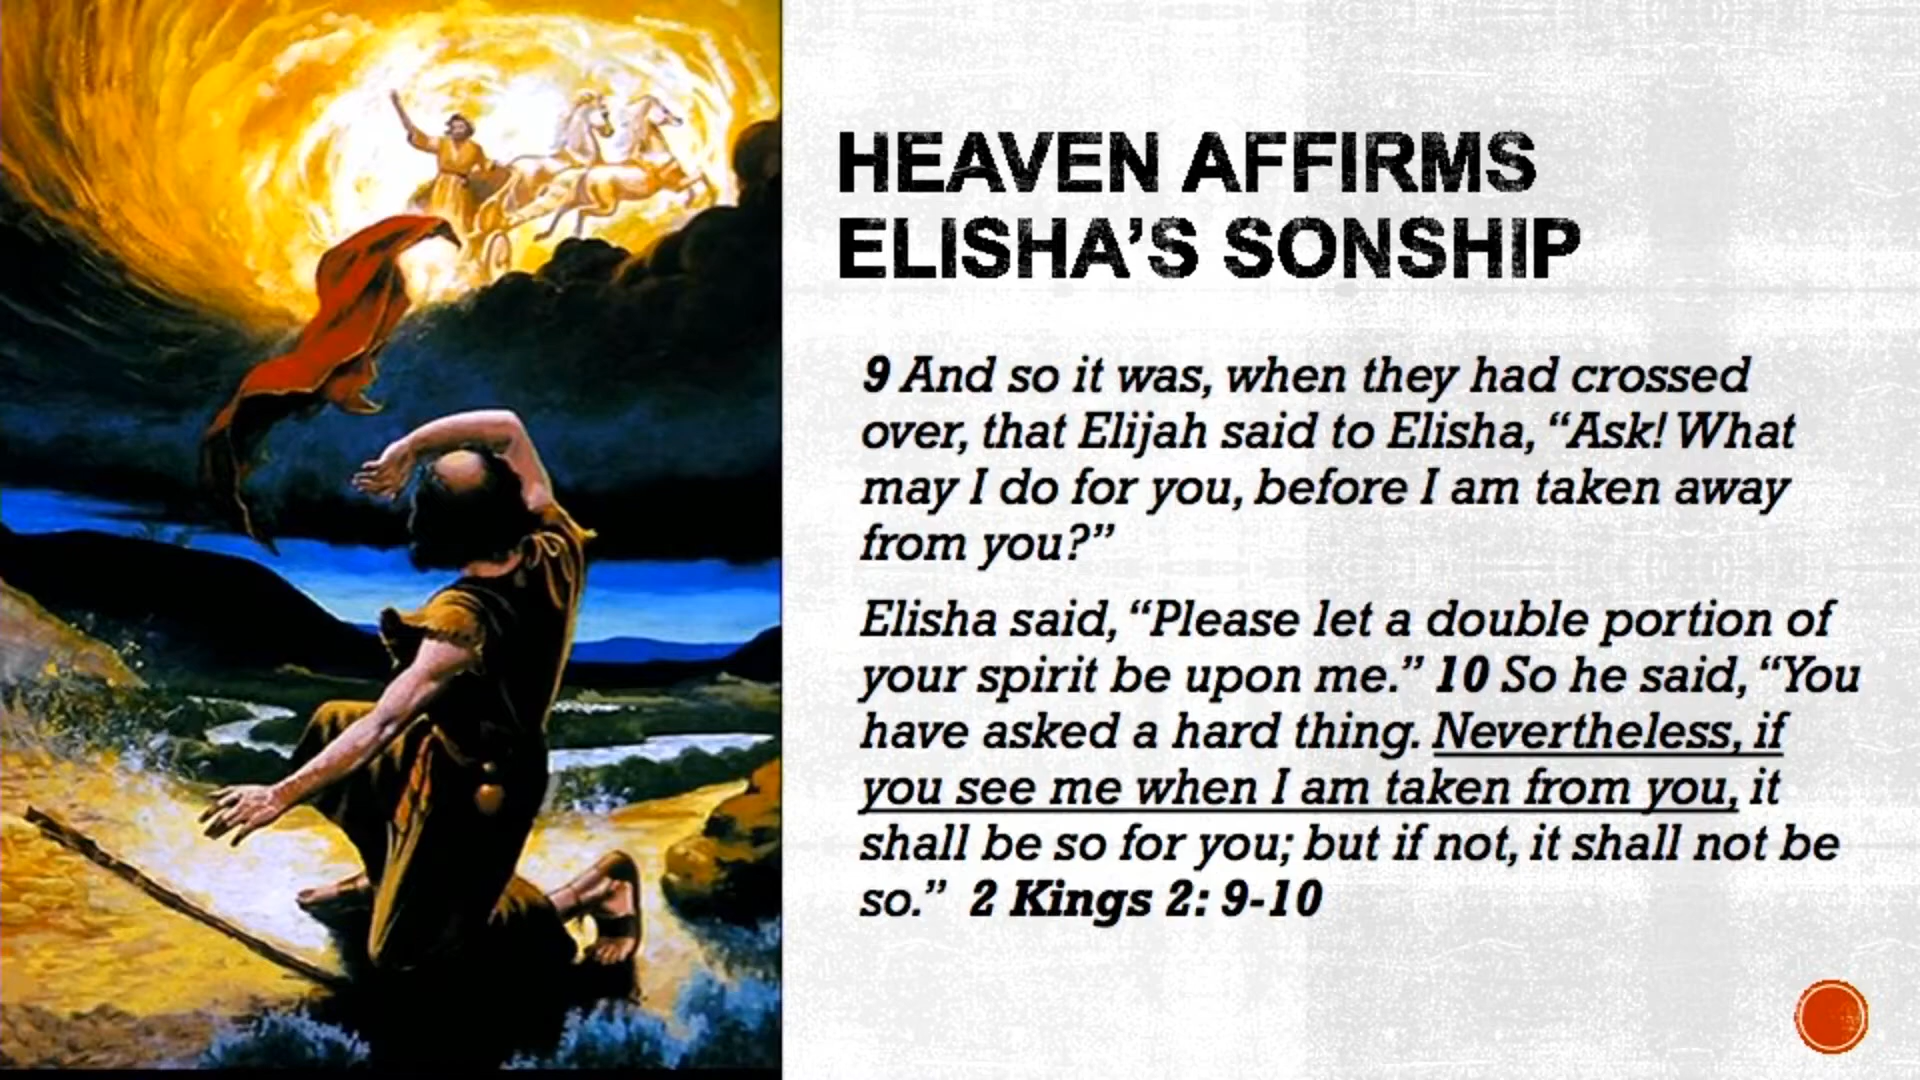 HEAVEN AFFIRMS
ELISHA’S SONSHIP
9 And so it was, when they had crossed
over, that Elijah said to Elisha, “Ask! What
may I do for you, before I am taken away
from you?”
Elisha said, “Please let a double portion of
your spirit be upon me.” 10 So he said, “You
have asked a hard thing. Nevertheless, if
you see me when I am taken from you, it
shall be so for you; but if not, it shall not be
so.” 2 Kings 2: 9-10